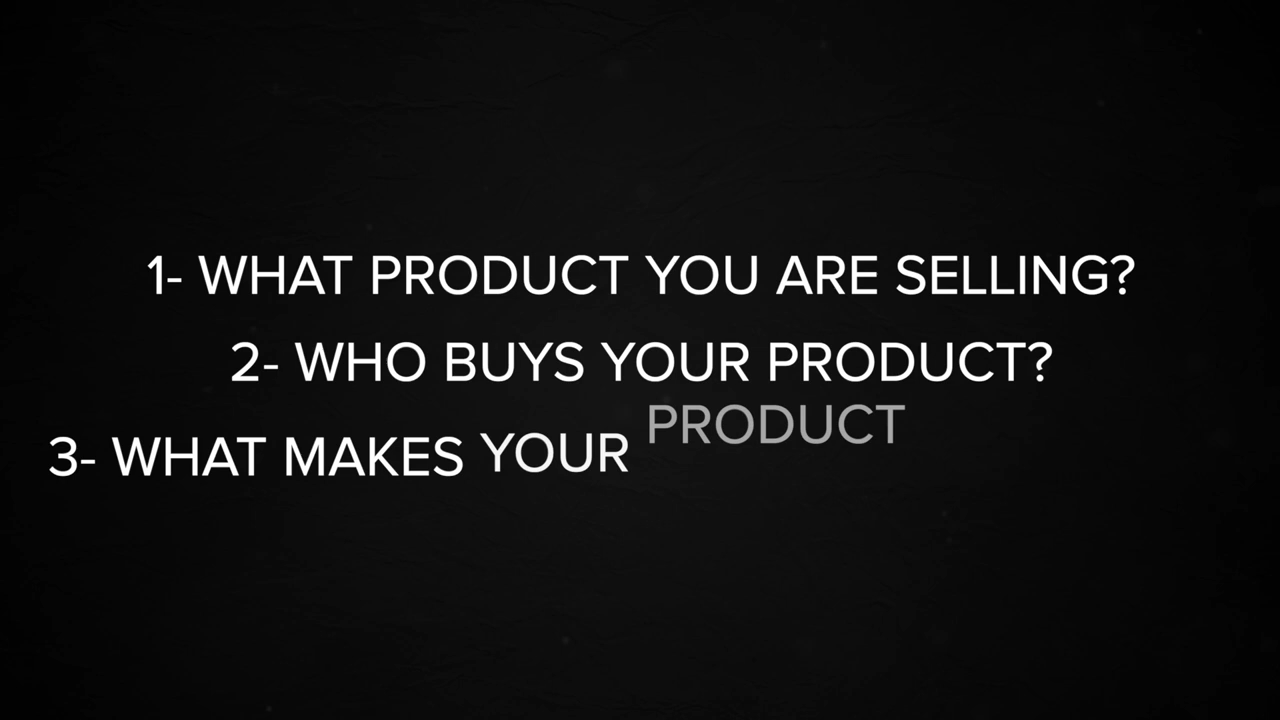 1- WHAT PRODUCT YOU ARE SELLING?
2- WHO BUYS YOUR PRODUCT?
3- WHAT MAKES YOUR PRODUCT